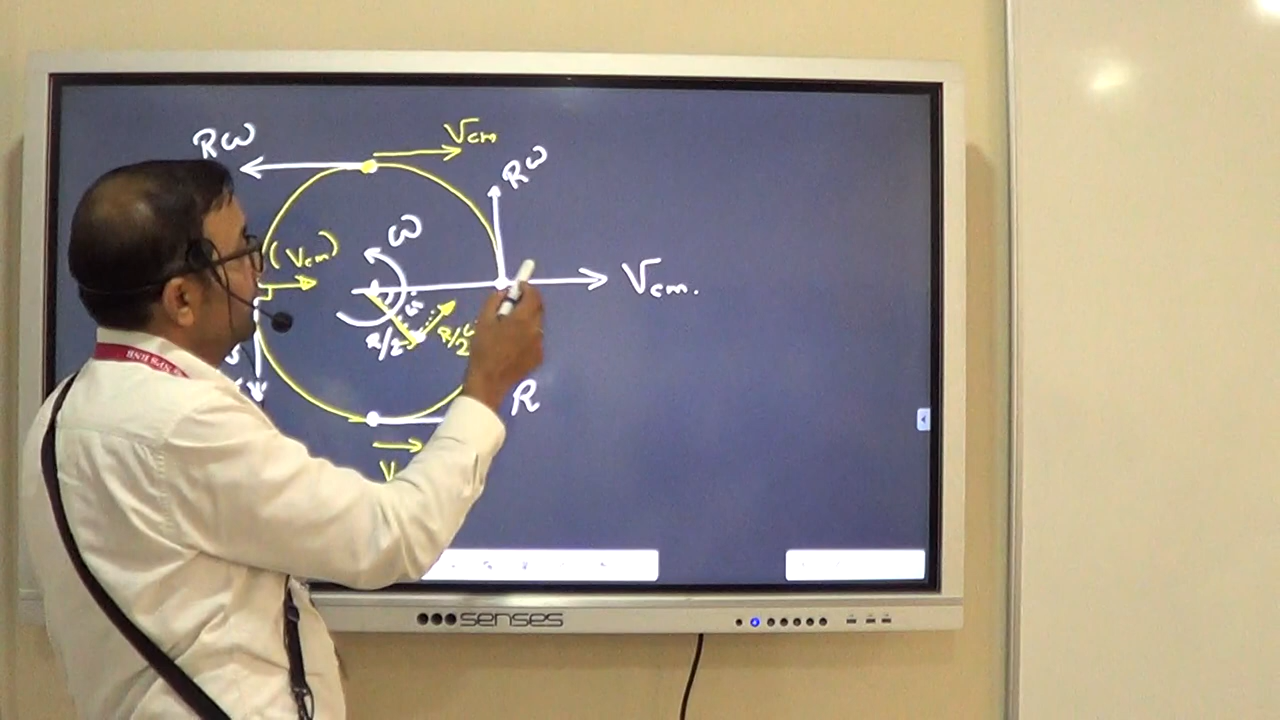 Vcm
Rω
Rω
ω
(Vcm)
Vcm.
R/2
R/2
R
V
senses